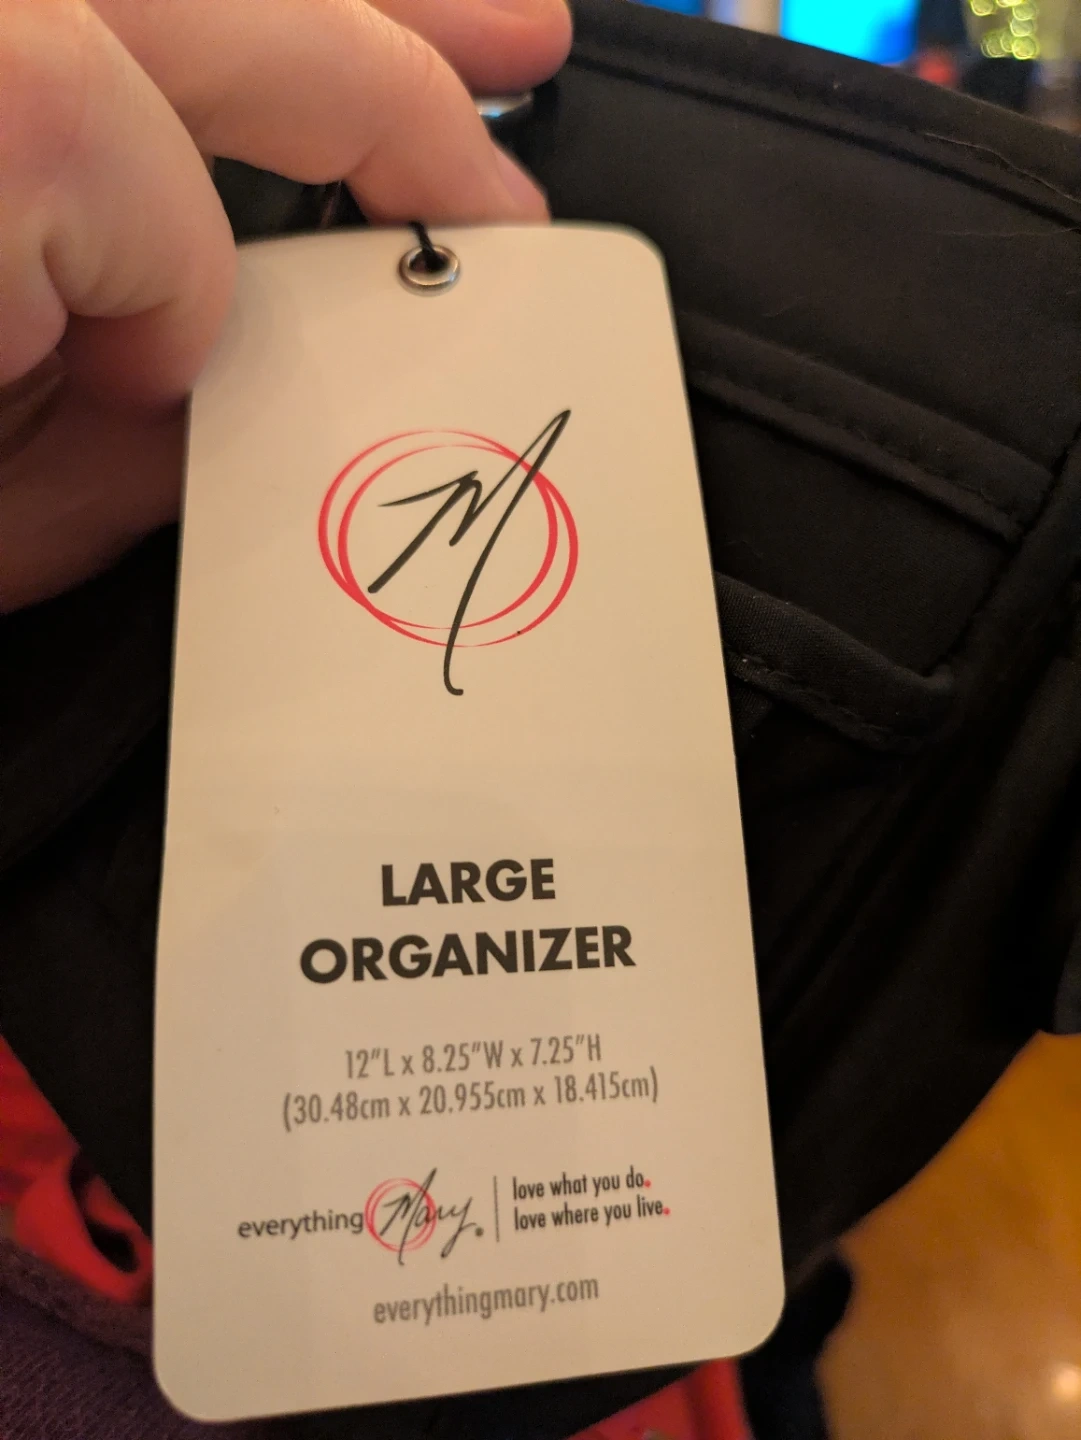 M
LARGE
ORGANIZER
12"L x 8.25"W x 7.25"H
(30.48cm x 20.955cm x 18.415cm)
everything Mary. | love what you do.
love where you live.
everythingmary.com